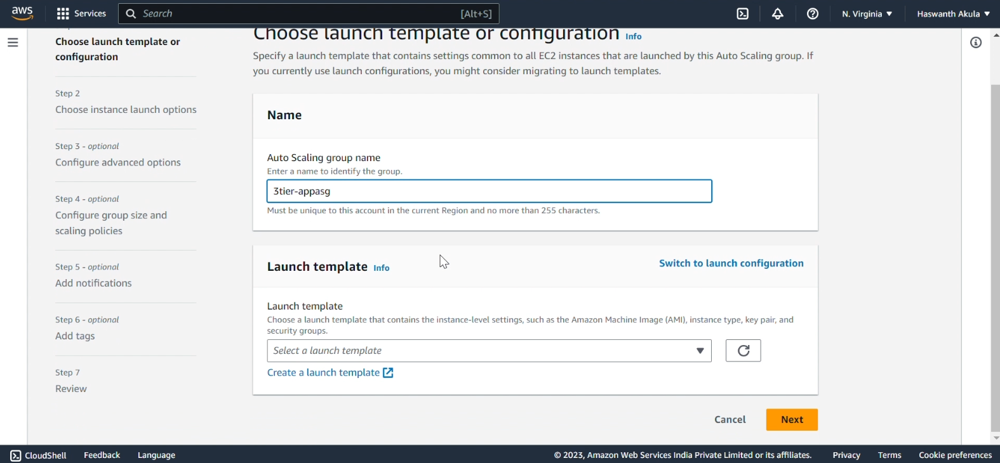 aws Services Search [Alt+S] N. Virginia ▼ Haswanth Akula ▼
Choose launch template or
configuration
Step 2
Choose instance launch options
Step 3 - optional
Configure advanced options
Step 4 - optional
Configure group size and
scaling policies
Step 5 - optional
Add notifications
Step 6 - optional
Add tags
Step 7
Review
Choose launch template or configuration Info
Specify a launch template that contains settings common to all EC2 instances that are launched by this Auto Scaling group. If
you currently use launch configurations, you might consider migrating to launch templates.
Name
Auto Scaling group name
Enter a name to identify the group.
3tier-appasg
Must be unique to this account in the current Region and no more than 255 characters.
Launch template Info
Switch to launch configuration
Launch template
Choose a launch template that contains the instance-level settings, such as the Amazon Machine Image (AMI), instance type, key pair, and
security groups.
Select a launch template
Create a launch template
Cancel Next
CloudShell Feedback Language © 2023, Amazon Web Services India Private Limited or its affiliates. Privacy Terms Cookie preferences